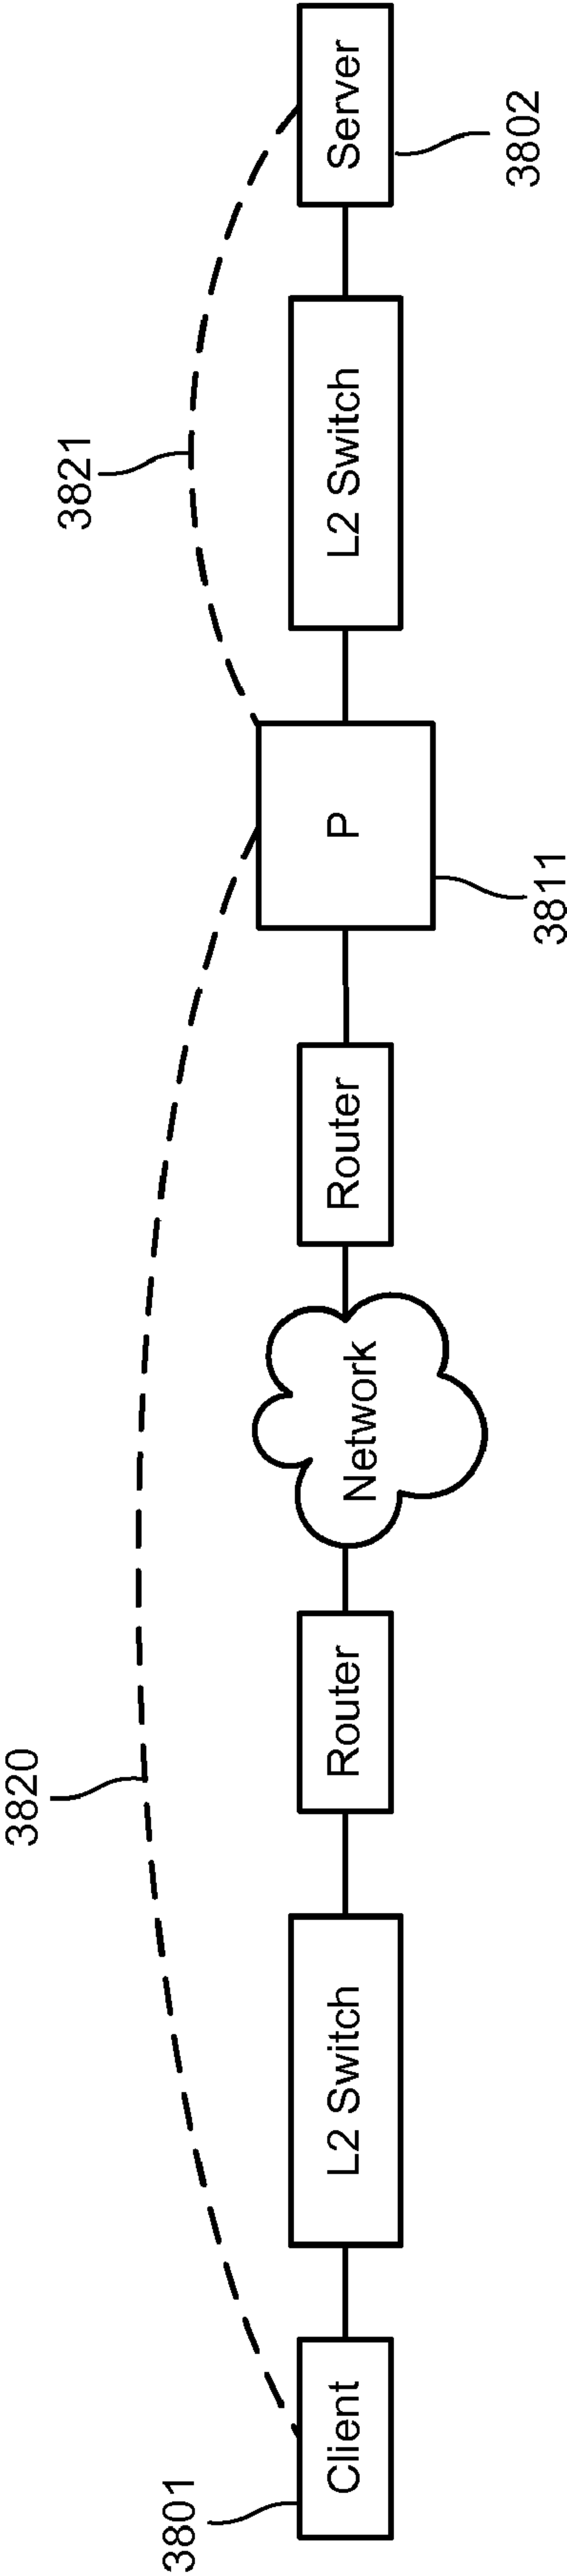 3820
3821
3801
Client
L2 Switch
Router
Network
Router
P
L2 Switch
Server
3811
3802